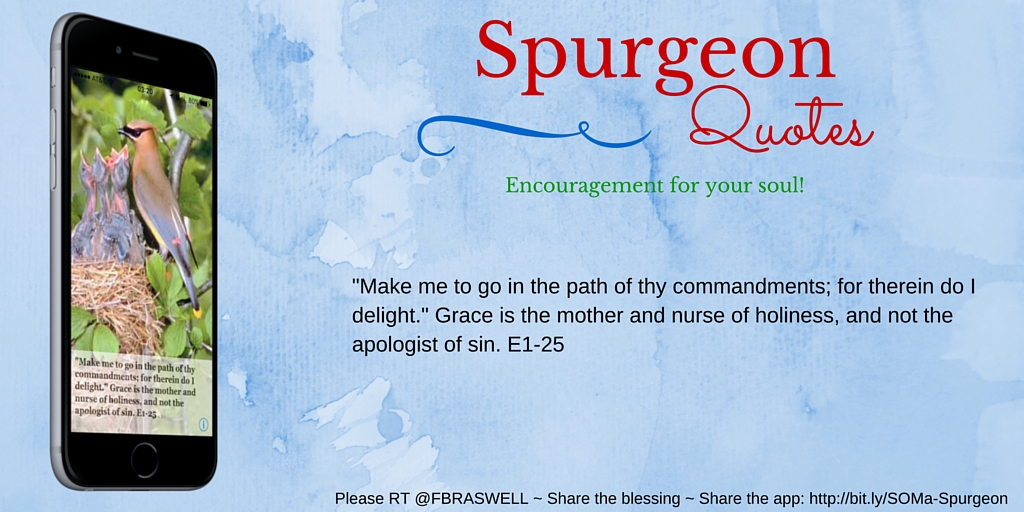 Spurgeon
Quotes
Encouragement for your soul!
"Make me to go in the path of thy commandments; for therein do I
delight." Grace is the mother and nurse of holiness, and not the
apologist of sin. E1-25
AT&T
03:20
80%
"Make me to go in the path of thy
commandments; for therein do I
delight." Grace is the mother and
nurse of holiness, and not the
apologist of sin. E1-25
Please RT @FBRASWELL ~ Share the blessing ~ Share the app: http://bit.ly/SOMa-Spurgeon